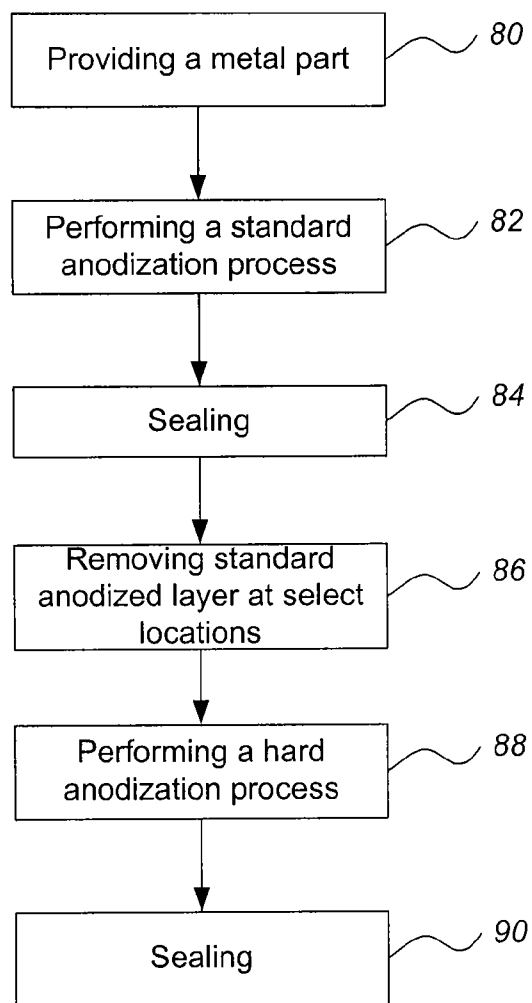 Providing a metal part
80
Performing a standard
anodization process
82
Sealing
84
Removing standard
anodized layer at select
locations
86
Performing a hard
anodization process
88
Sealing
90